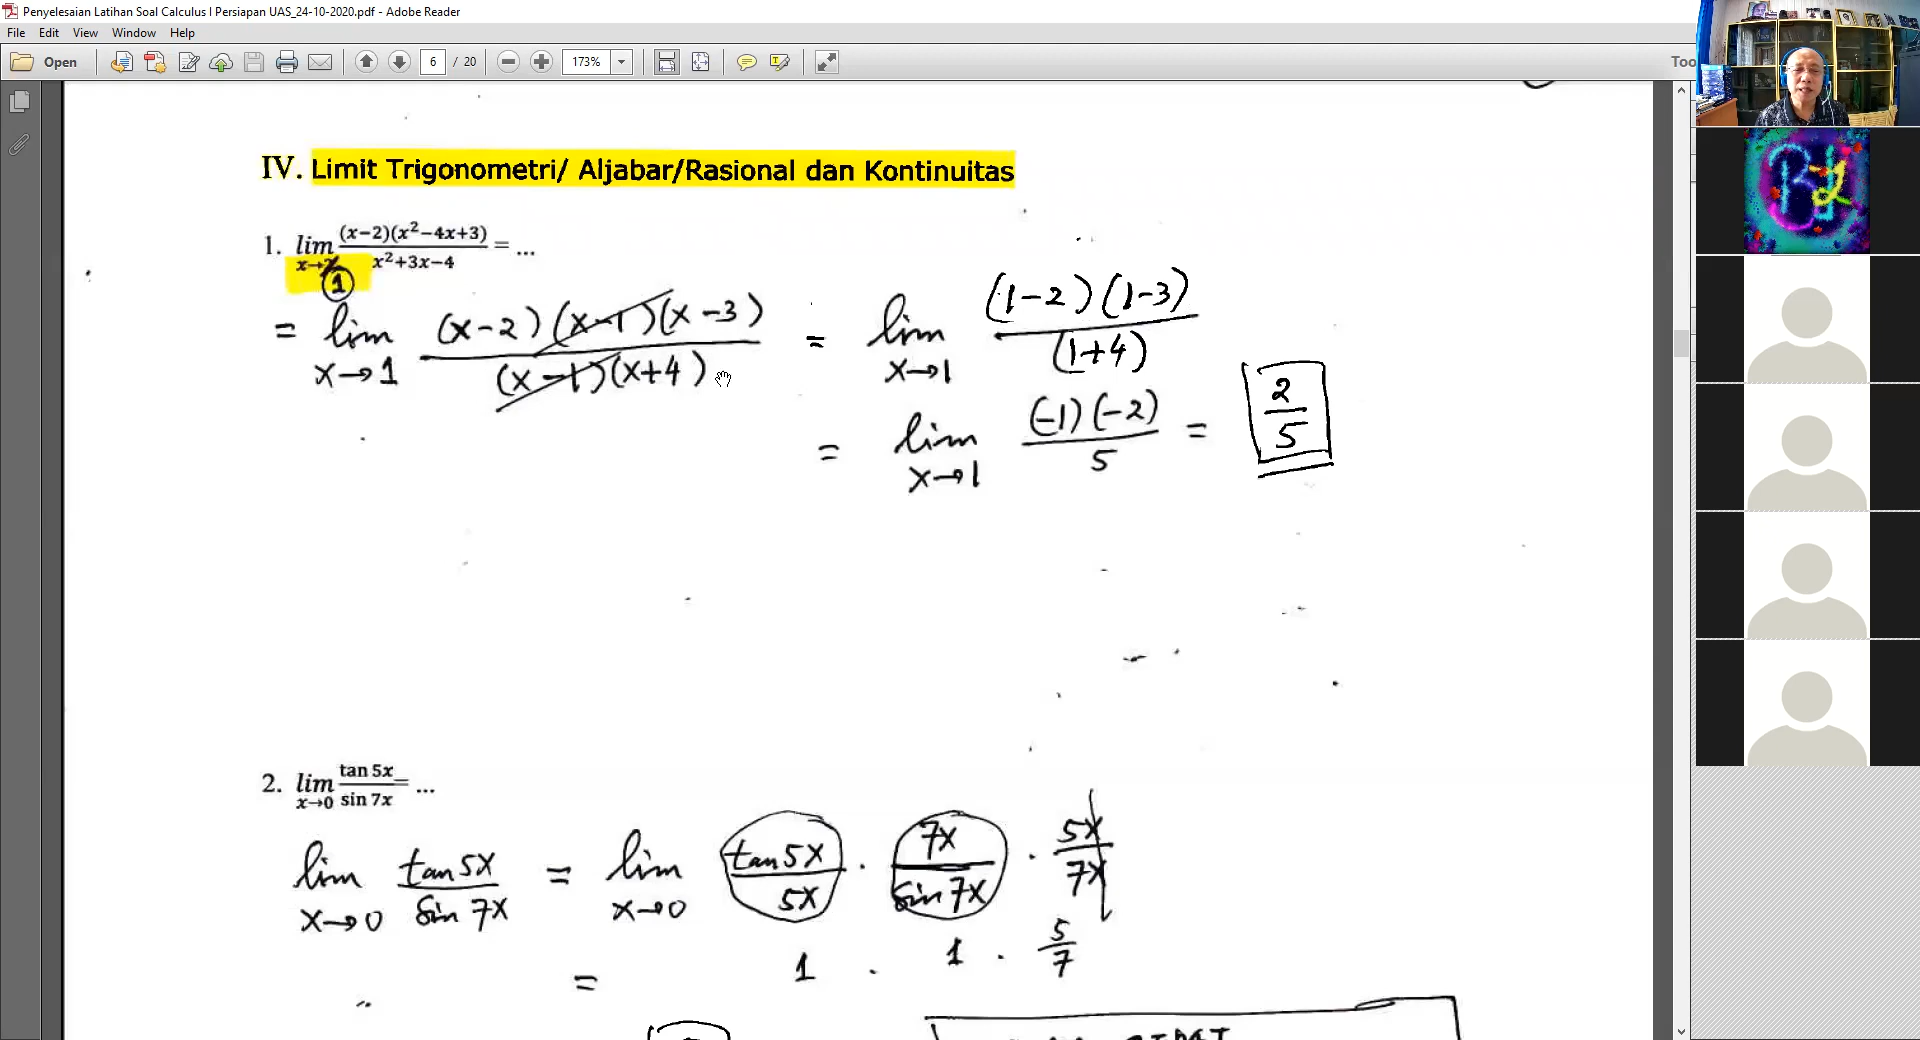 Penyelesaian Latihan Soal Calculus I Persiapan UAS_24-10-2020.pdf - Adobe Reader
File Edit View Window Help
Open 6 / 20 173% Too
IV. Limit Trigonometri/ Aljabar/Rasional dan Kontinuitas
1. lim x→ 1 (x−2)(x²−4x+3) / x²+3x−4 = ...
= lim x→1 (x-2)(x-1)(x-3) / (x-1)(x+4) = lim x→1 (1-2)(1-3) / (1+4)
= lim x→1 (-1)(-2) / 5 = 2/5
2. lim x→0 tan 5x / sin 7x = ...
lim x→0 tan 5x / sin 7x = lim x→0 tan 5x / 5x . 7x / sin 7x . 5x / 7x
= 1 . 1 . 5/7